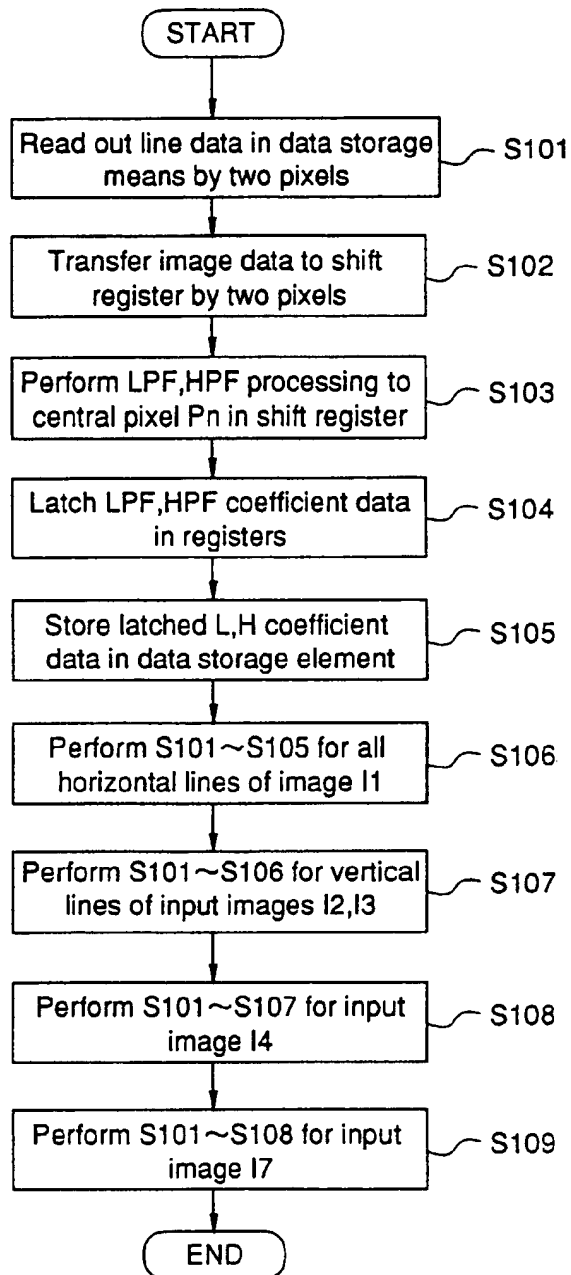 START
Read out line data in data storage
means by two pixels
S101
Transfer image data to shift
register by two pixels
S102
Perform LPF,HPF processing to
central pixel Pn in shift register
S103
Latch LPF,HPF coefficient data
in registers
S104
Store latched L,H coefficient
data in data storage element
S105
Perform S101~S105 for all
horizontal lines of image I1
S106
Perform S101~S106 for vertical
lines of input images I2,I3
S107
Perform S101~S107 for input
image I4
S108
Perform S101~S108 for input
image I7
S109
END